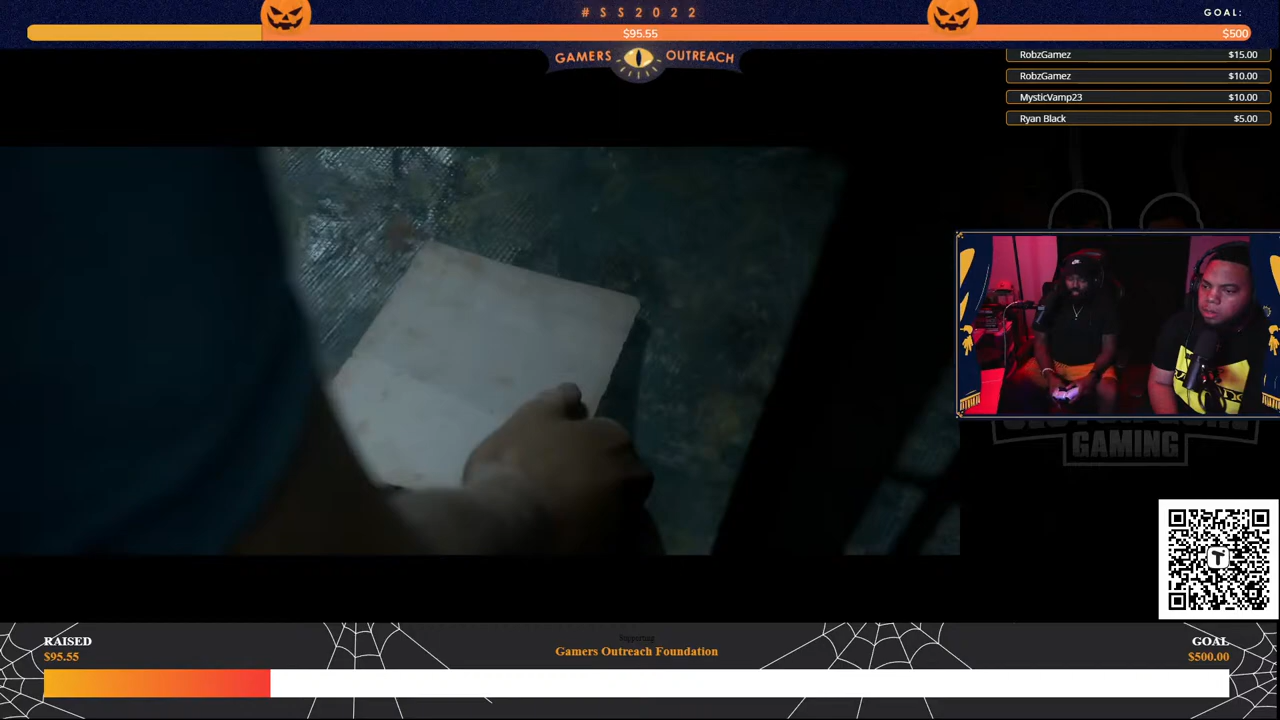 #SS2022
GOAL:
$95.55
$500
GAMERS OUTREACH
RobzGamez $15.00
RobzGamez $10.00
MysticVamp23 $10.00
Ryan Black $5.00
GAMING
RAISED
$95.55
Supporting
Gamers Outreach Foundation
GOAL
$500.00